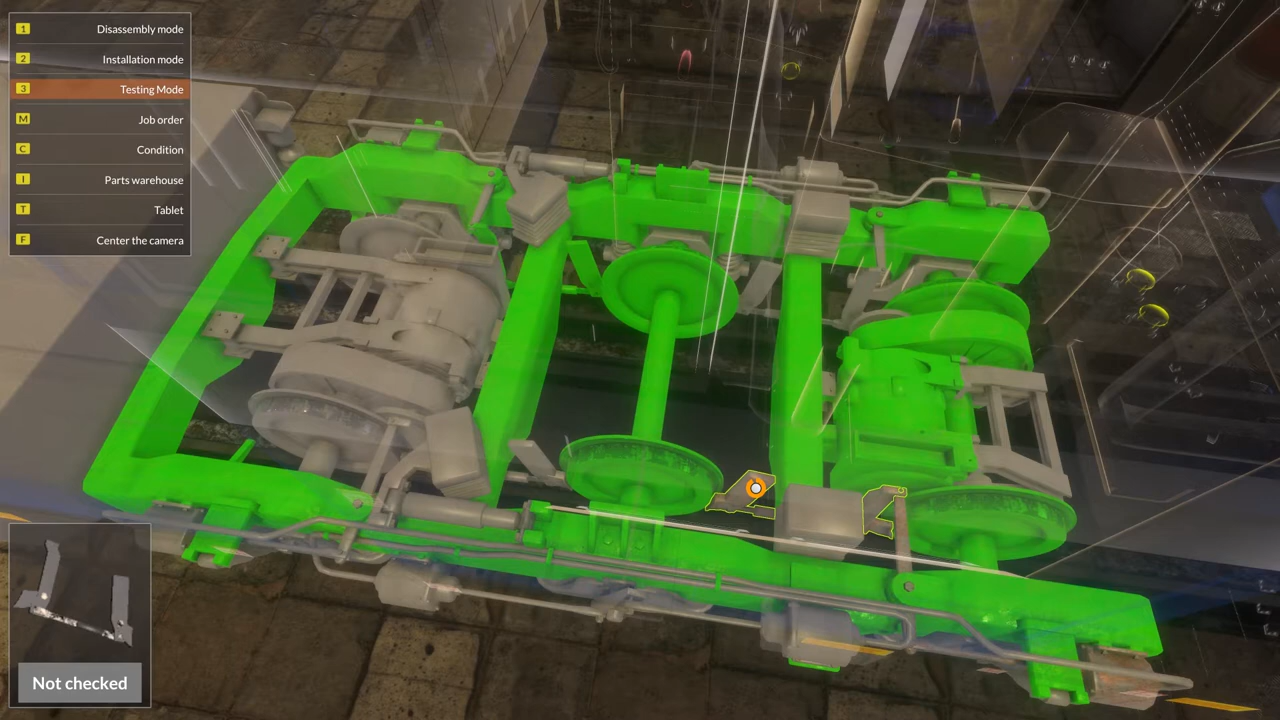 1 Disassembly mode
2 Installation mode
3 Testing Mode
M Job order
C Condition
I Parts warehouse
T Tablet
F Center the camera
Not checked